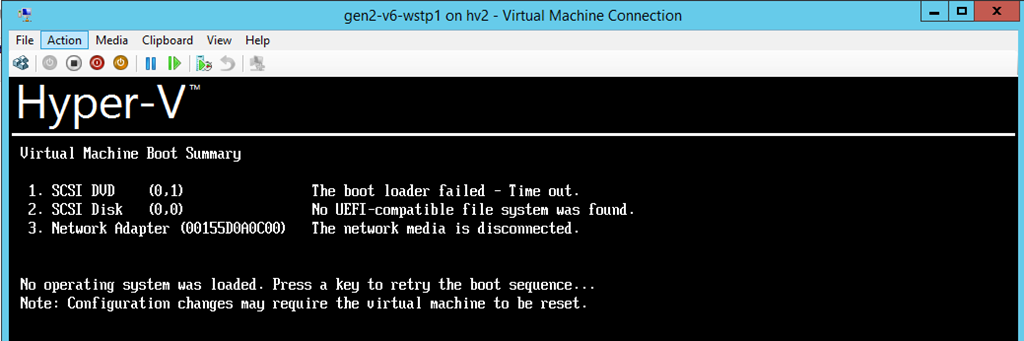 gen2-v6-wstp1 on hv2 - Virtual Machine Connection
File Action Media Clipboard View Help
Hyper-V™
Virtual Machine Boot Summary
1. SCSI DVD (0,1) The boot loader failed - Time out.
2. SCSI Disk (0,0) No UEFI-compatible file system was found.
3. Network Adapter (00155D0A0C00) The network media is disconnected.
No operating system was loaded. Press a key to retry the boot sequence...
Note: Configuration changes may require the virtual machine to be reset.